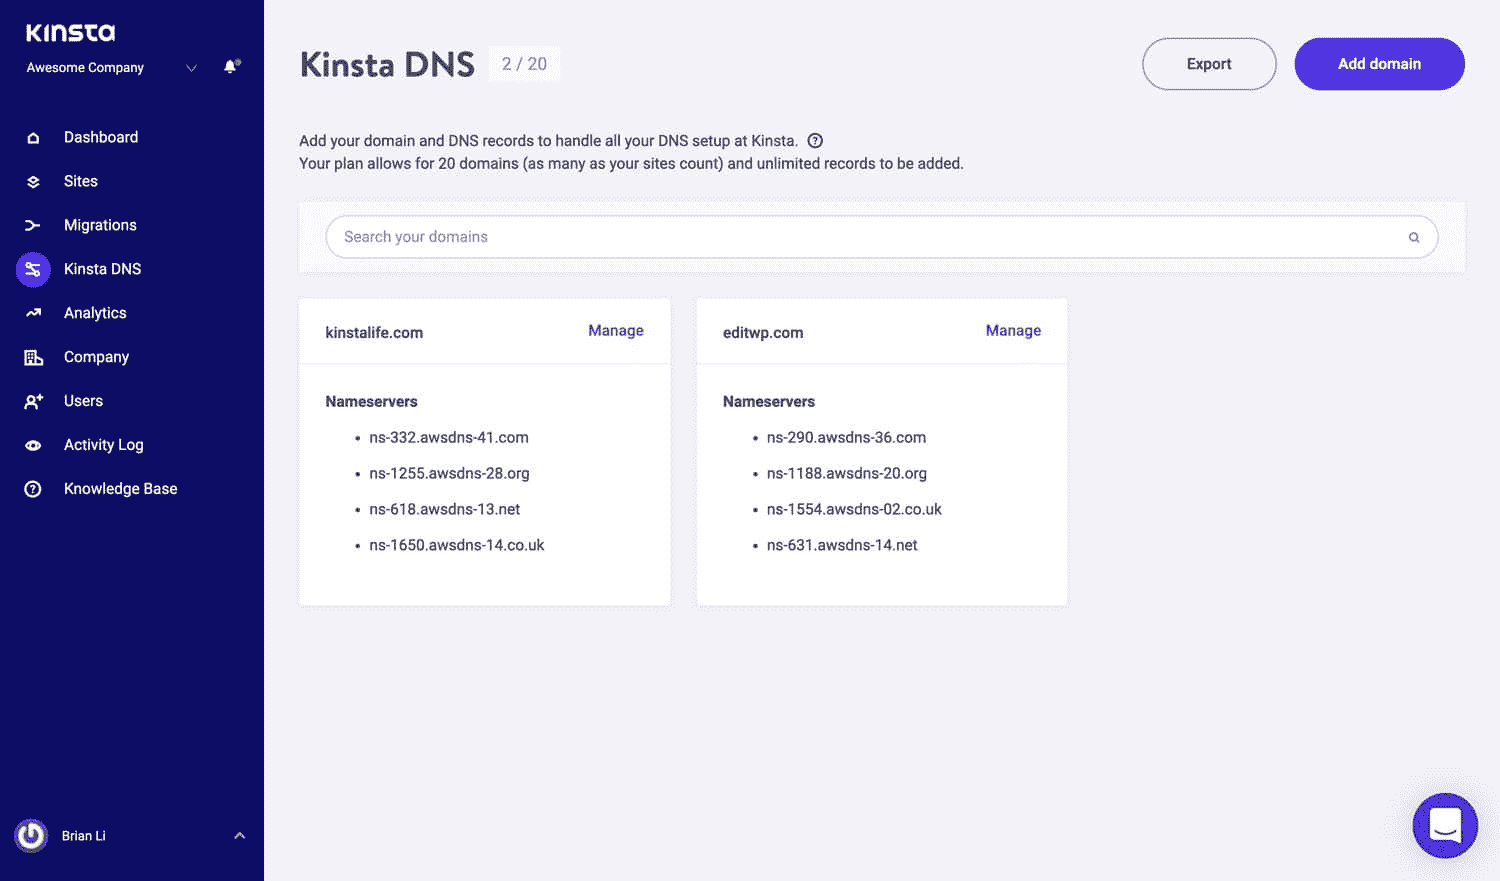 Kinsta
Awesome Company
Dashboard
Sites
Migrations
Kinsta DNS
Analytics
Company
Users
Activity Log
Knowledge Base
Brian Li
Kinsta DNS 2 / 20
Export
Add domain
Add your domain and DNS records to handle all your DNS setup at Kinsta.
Your plan allows for 20 domains (as many as your sites count) and unlimited records to be added.
Search your domains
kinstalife.com Manage
Nameservers
ns-332.awsdns-41.com
ns-1255.awsdns-28.org
ns-618.awsdns-13.net
ns-1650.awsdns-14.co.uk
editwp.com Manage
Nameservers
ns-290.awsdns-36.com
ns-1188.awsdns-20.org
ns-1554.awsdns-02.co.uk
ns-631.awsdns-14.net